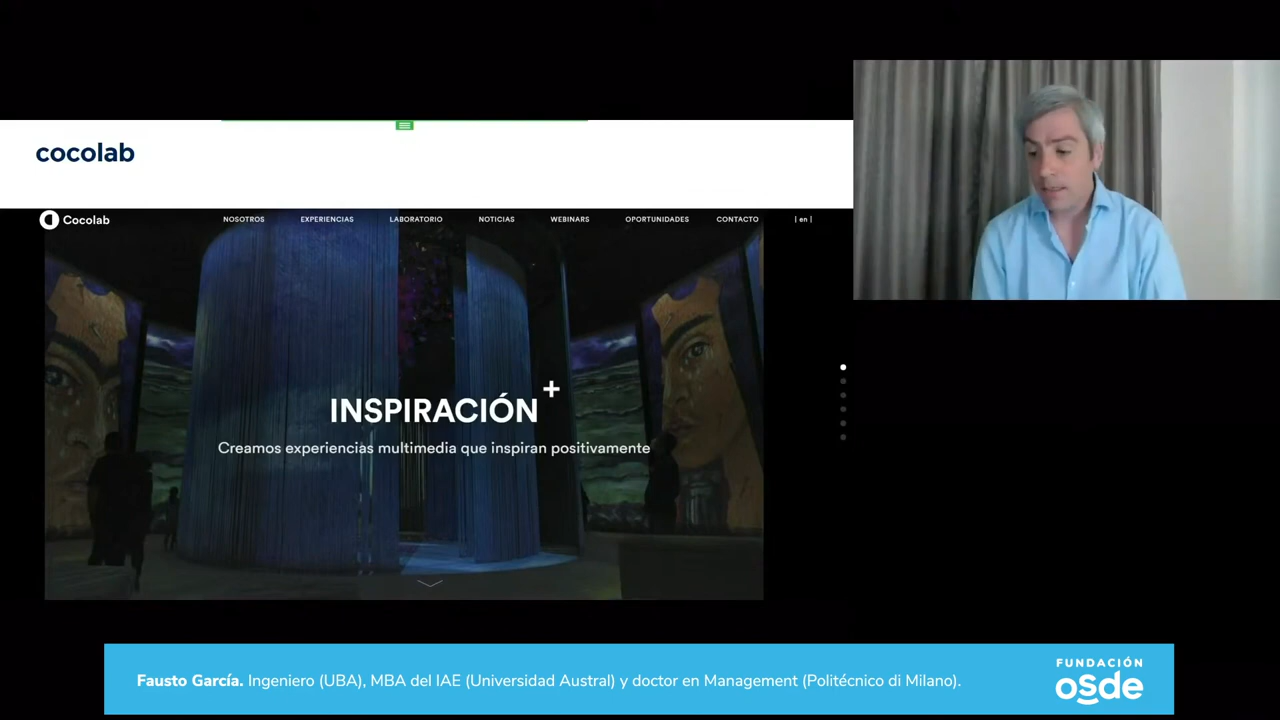 cocolab
Cocolab
NOSOTROS EXPERIENCIAS LABORATORIO NOTICIAS WEBINARS OPORTUNIDADES CONTACTO | en |
INSPIRACIÓN+
Creamos experiencias multimedia que inspiran positivamente
Fausto García. Ingeniero (UBA), MBA del IAE (Universidad Austral) y doctor en Management (Politécnico di Milano).
FUNDACIÓN
osde